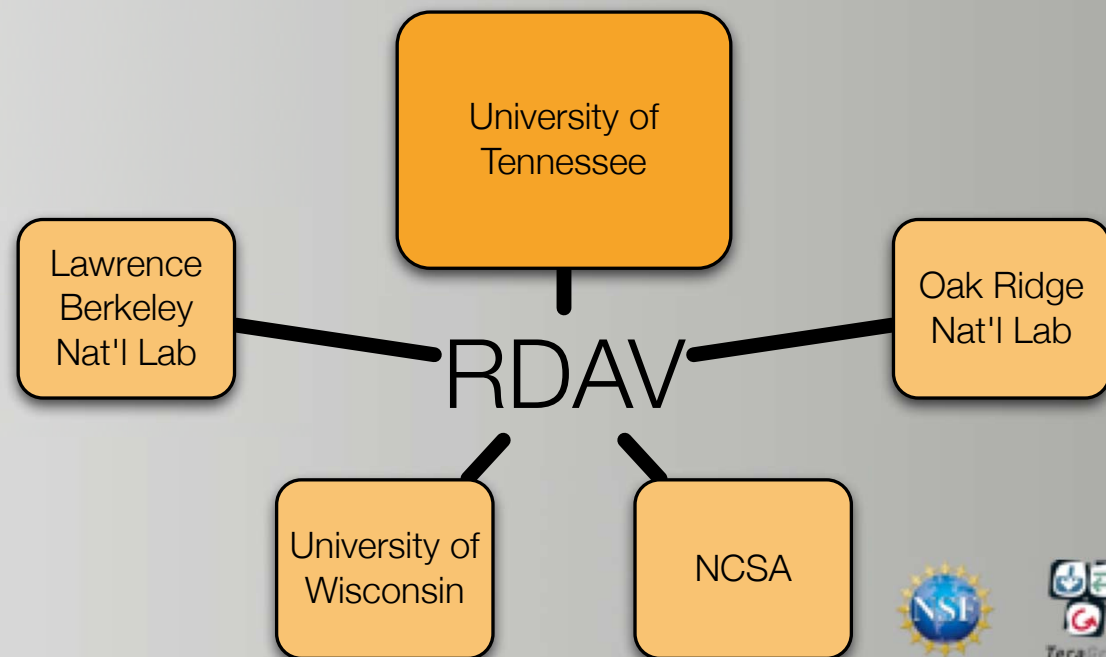 University of
Tennessee
Lawrence
Berkeley
Nat'l Lab
Oak Ridge
Nat'l Lab
RDAV
University of
Wisconsin
NCSA
NSF